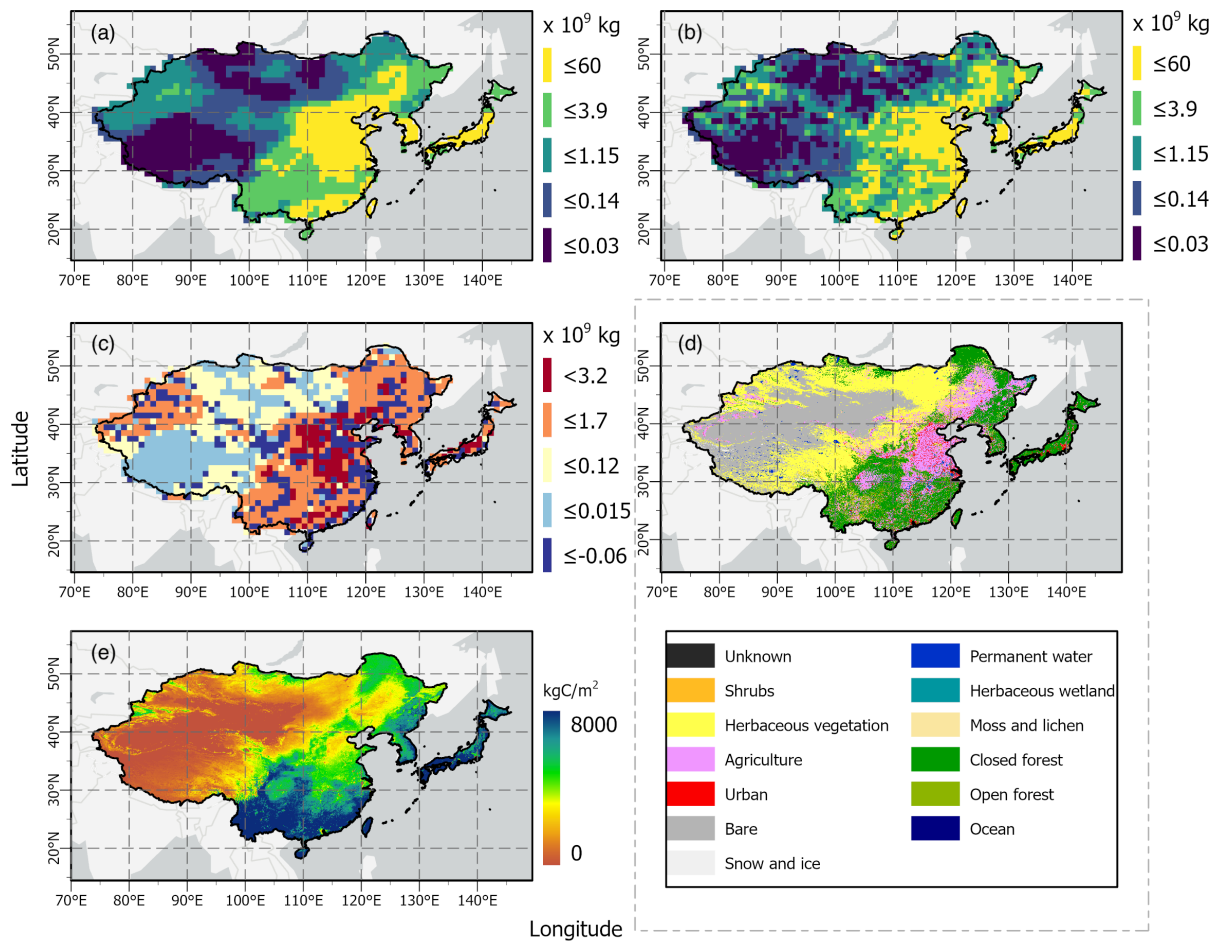 (a)
x 10⁹ kg
≤60
≤3.9
≤1.15
≤0.14
≤0.03
50°N
40°N
30°N
20°N
70°E 80°E 90°E 100°E 110°E 120°E 130°E 140°E
(b)
x 10⁹ kg
≤60
≤3.9
≤1.15
≤0.14
≤0.03
50°N
40°N
30°N
20°N
70°E 80°E 90°E 100°E 110°E 120°E 130°E 140°E
Latitude
(c)
x 10⁹ kg
<3.2
≤1.7
≤0.12
≤0.015
≤-0.06
50°N
40°N
30°N
20°N
70°E 80°E 90°E 100°E 110°E 120°E 130°E 140°E
(d)
50°N
40°N
30°N
20°N
70°E 80°E 90°E 100°E 110°E 120°E 130°E 140°E
(e)
kgC/m²
8000
0
50°N
40°N
30°N
20°N
70°E 80°E 90°E 100°E 110°E 120°E 130°E 140°E
Unknown
Shrubs
Herbaceous vegetation
Agriculture
Urban
Bare
Snow and ice
Permanent water
Herbaceous wetland
Moss and lichen
Closed forest
Open forest
Ocean
Longitude